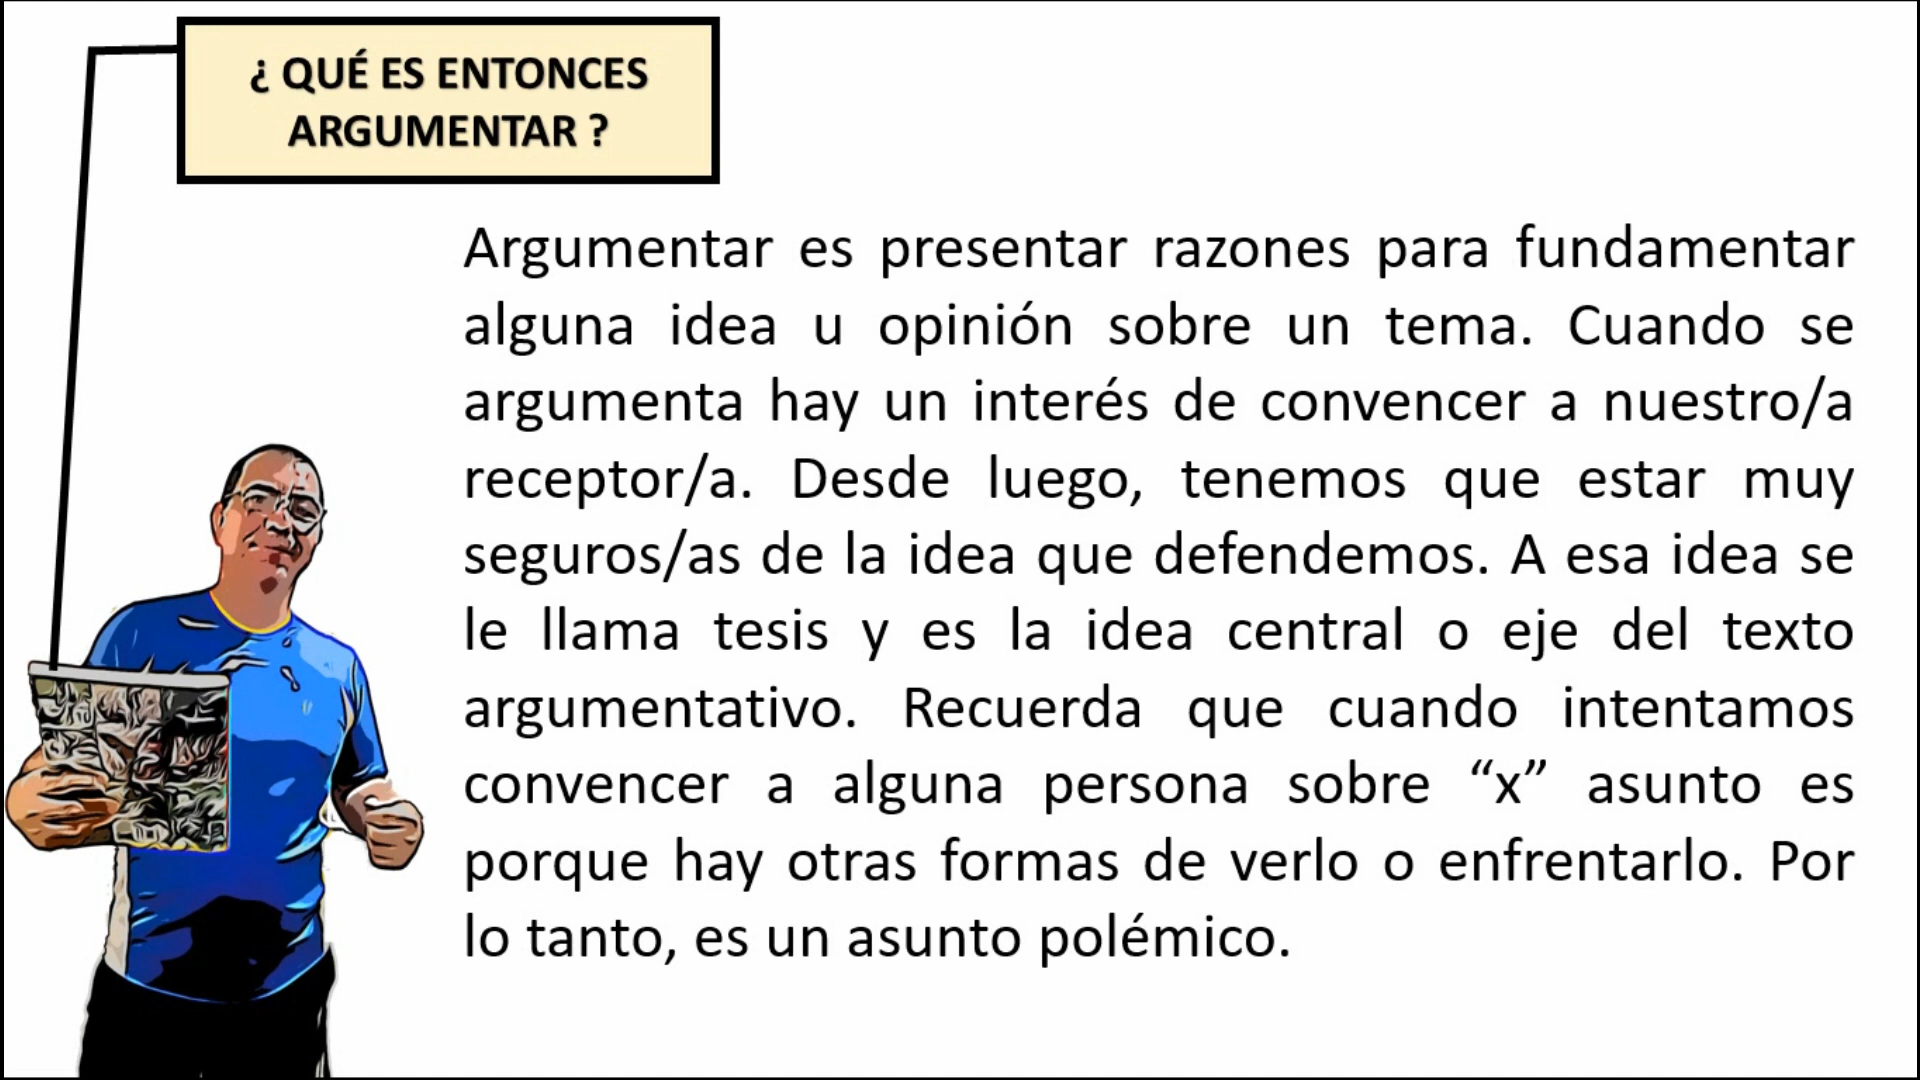 ¿ QUÉ ES ENTONCES
ARGUMENTAR ?
Argumentar es presentar razones para fundamentar
alguna idea u opinión sobre un tema. Cuando se
argumenta hay un interés de convencer a nuestro/a
receptor/a. Desde luego, tenemos que estar muy
seguros/as de la idea que defendemos. A esa idea se
le llama tesis y es la idea central o eje del texto
argumentativo. Recuerda que cuando intentamos
convencer a alguna persona sobre “x” asunto es
porque hay otras formas de verlo o enfrentarlo. Por
lo tanto, es un asunto polémico.